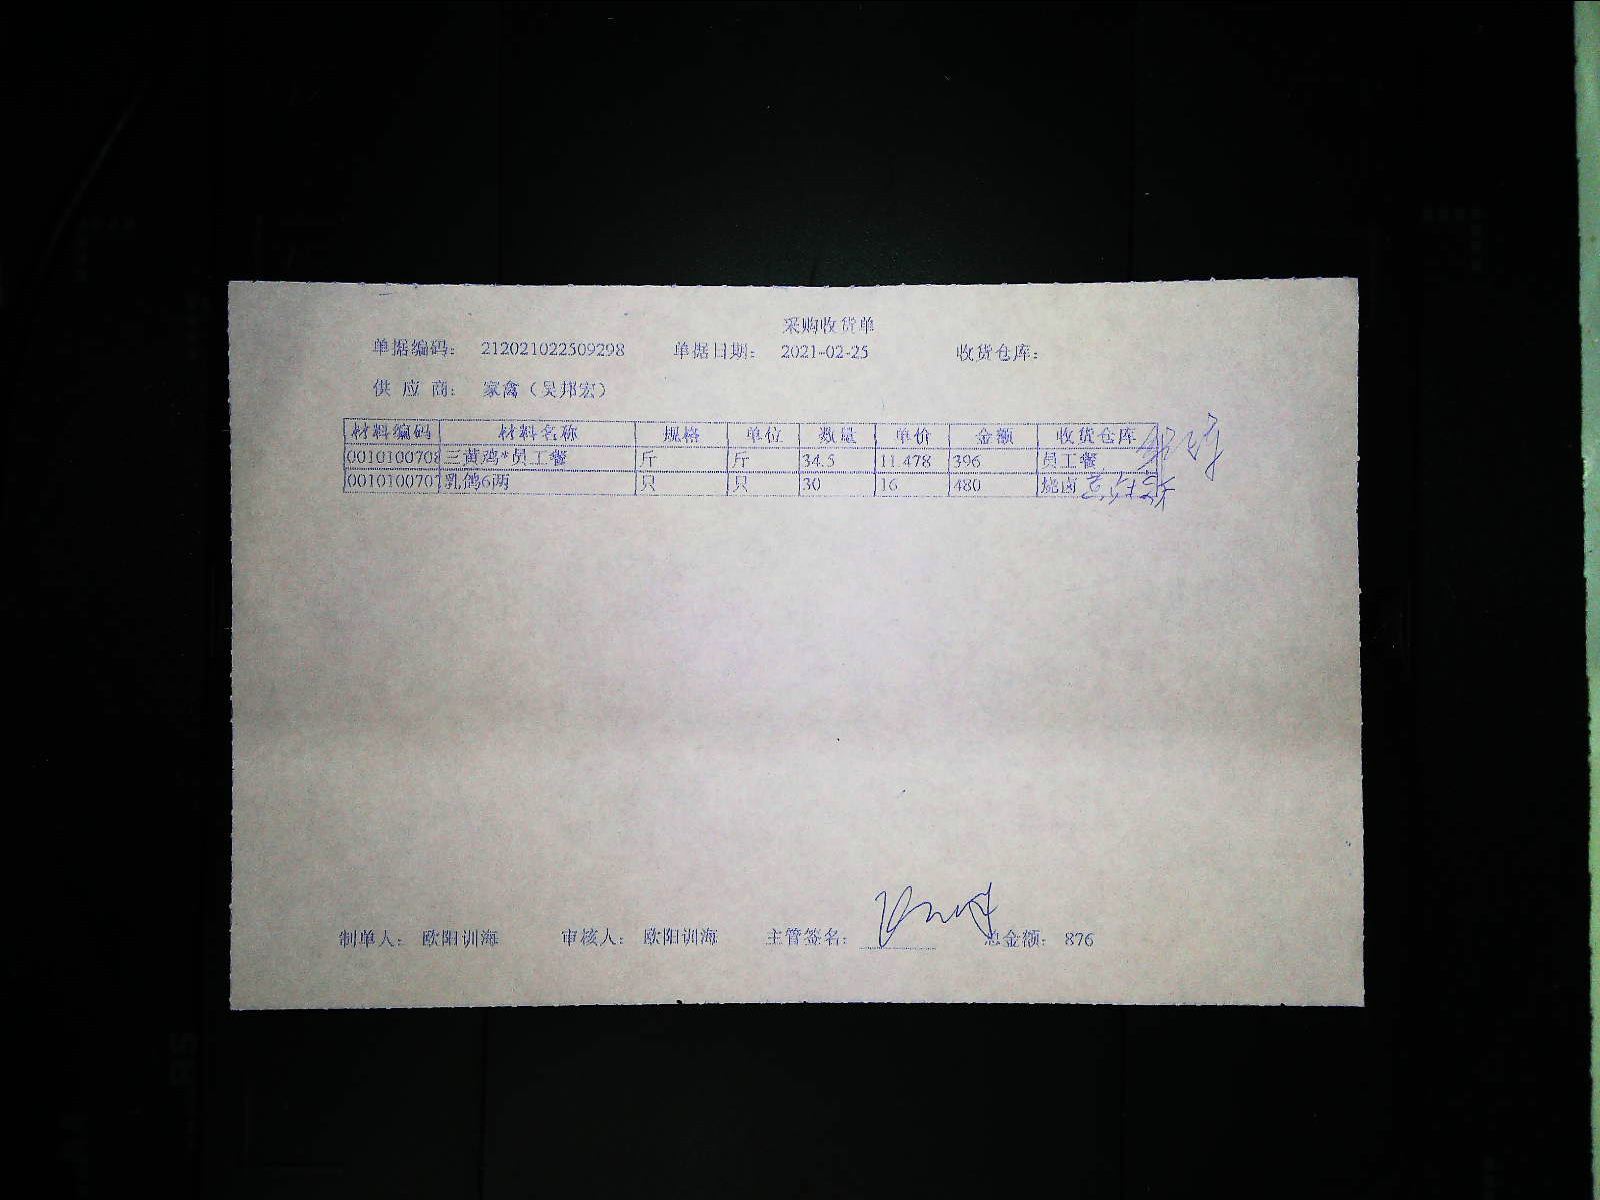 采购收货单
单据编码： 212021022509298 单据日期： 2021-02-25 收货仓库：
供 应 商： 家禽（吴邦宏）
材料编码 材料名称 规格 单位 数量 单价 金额 收货仓库
0010100708 三黄鸡*员工餐 斤 斤 34.5 11.478 396 员工餐
0010100707 乳鸽6两 只 只 30 16 480 烧卤
制单人： 欧阳训海 审核人： 欧阳训海 主管签名： 总金额： 876